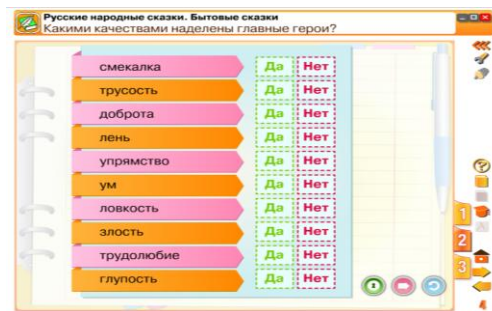 Русские народные сказки. Бытовые сказки
Какими качествами наделены главные герои?
смекалка Да Нет
трусость Да Нет
доброта Да Нет
лень Да Нет
упрямство Да Нет
ум Да Нет
ловкость Да Нет
злость Да Нет
трудолюбие Да Нет
глупость Да Нет
1
2
3
4